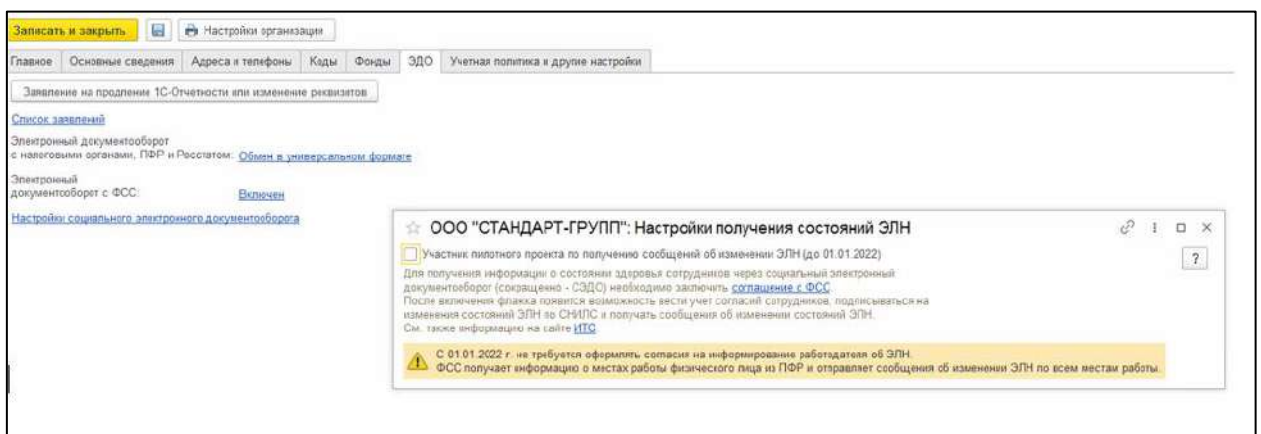 Записать и закрыть
Настройки организации
Главное Основные сведения Адреса и телефоны Коды Фонды ЭДО Учетная политика и другие настройки
Заявление на продление 1С-Отчетности или изменение реквизитов
Список заявлений
Электронный документооборот
с налоговыми органами, ПФР и Росстатом: Обмен в универсальном формате
Электронный
документооборот с ФСС: Включен
Настройки социального электронного документооборота
ООО "СТАНДАРТ-ГРУПП": Настройки получения состояний ЭЛН
Участник пилотного проекта по получению сообщений об изменении ЭЛН (до 01.01.2022)
?
Для получения информации о состоянии здоровья сотрудников через социальный электронный
документооборот (сокращенно - СЭДО) необходимо заключить соглашение с ФСС
После включения флажка появится возможность вести учет согласий сотрудников, подписываться на
изменения состояний ЭЛН по СНИЛС и получать сообщения об изменении состояний ЭЛН.
См. также информацию на сайте ИТС
С 01.01.2022 г. не требуется оформлять согласия на информирование работодателя об ЭЛН.
ФСС получает информацию о местах работы физического лица из ПФР и отправляет сообщения об изменении ЭЛН по всем местам работы.